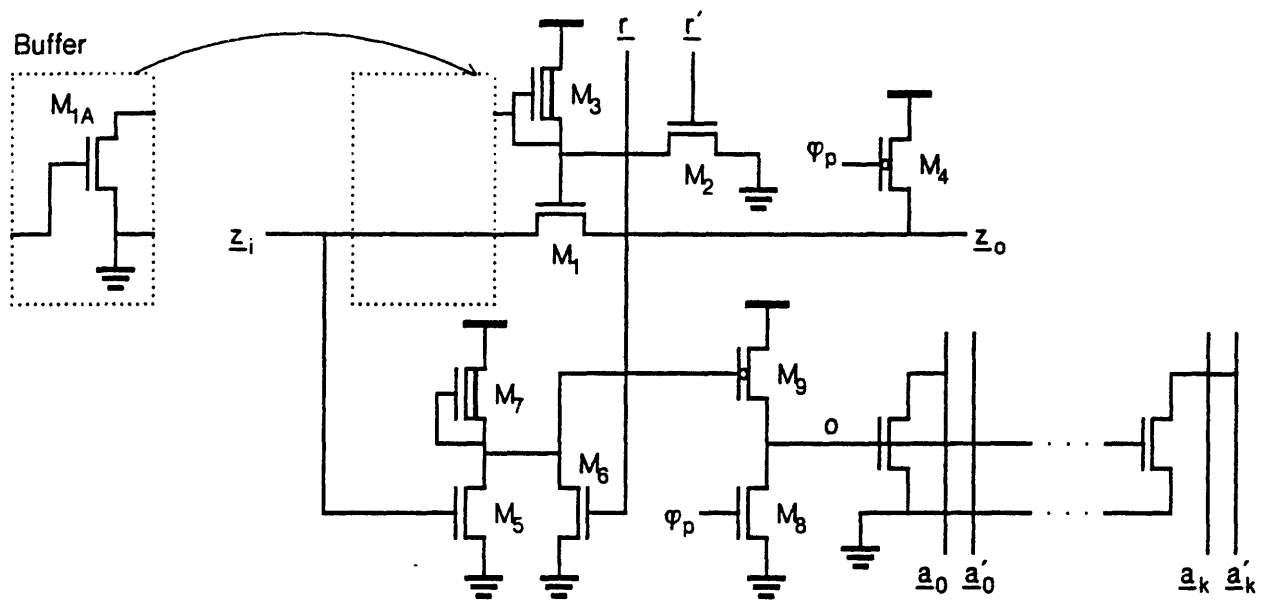 Buffer
M1A
M3
r
r′
M2
φp
M4
zi
M1
zo
M7
M9
o
M6
M5
φp
M8
a0
a′0
ak
a′k